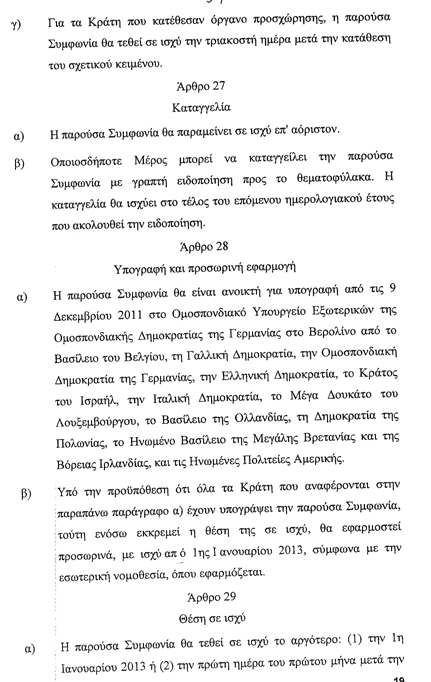 γ) Για τα Κράτη που κατέθεσαν όργανο προσχώρησης, η παρούσα
Συμφωνία θα τεθεί σε ισχύ την τριακοστή ημέρα μετά την κατάθεση
του σχετικού κειμένου.
Άρθρο 27
Καταγγελία
α) Η παρούσα Συμφωνία θα παραμείνει σε ισχύ επ' αόριστον.
β) Οποιοσδήποτε Μέρος μπορεί να καταγγείλει την παρούσα
Συμφωνία με γραπτή ειδοποίηση προς το θεματοφύλακα. Η
καταγγελία θα ισχύει στο τέλος του επόμενου ημερολογιακού έτους
που ακολουθεί την ειδοποίηση.
Άρθρο 28
Υπογραφή και προσωρινή εφαρμογή
α) Η παρούσα Συμφωνία θα είναι ανοικτή για υπογραφή από τις 9
Δεκεμβρίου 2011 στο Ομοσπονδιακό Υπουργείο Εξωτερικών της
Ομοσπονδιακής Δημοκρατίας της Γερμανίας στο Βερολίνο από το
Βασίλειο του Βελγίου, τη Γαλλική Δημοκρατία, την Ομοσπονδιακή
Δημοκρατία της Γερμανίας, την Ελληνική Δημοκρατία, το Κράτος
του Ισραήλ, την Ιταλική Δημοκρατία, το Μέγα Δουκάτο του
Λουξεμβούργου, το Βασίλειο της Ολλανδίας, τη Δημοκρατία της
Πολωνίας, το Ηνωμένο Βασίλειο της Μεγάλης Βρετανίας και της
Βόρειας Ιρλανδίας, και τις Ηνωμένες Πολιτείες Αμερικής.
β) Υπό την προϋπόθεση ότι όλα τα Κράτη που αναφέρονται στην
παραπάνω παράγραφο α) έχουν υπογράψει την παρούσα Συμφωνία,
τούτη ενόσω εκκρεμεί η θέση της σε ισχύ, θα εφαρμοστεί
προσωρινά, με ισχύ απ ό 1ης Ι ανουαρίου 2013, σύμφωνα με την
εσωτερική νομοθεσία, όπου εφαρμόζεται.
Άρθρο 29
Θέση σε ισχύ
α) Η παρούσα Συμφωνία θα τεθεί σε ισχύ το αργότερο: (1) την 1η
Ιανουαρίου 2013 ή (2) την πρώτη ημέρα του πρώτου μήνα μετά την
19